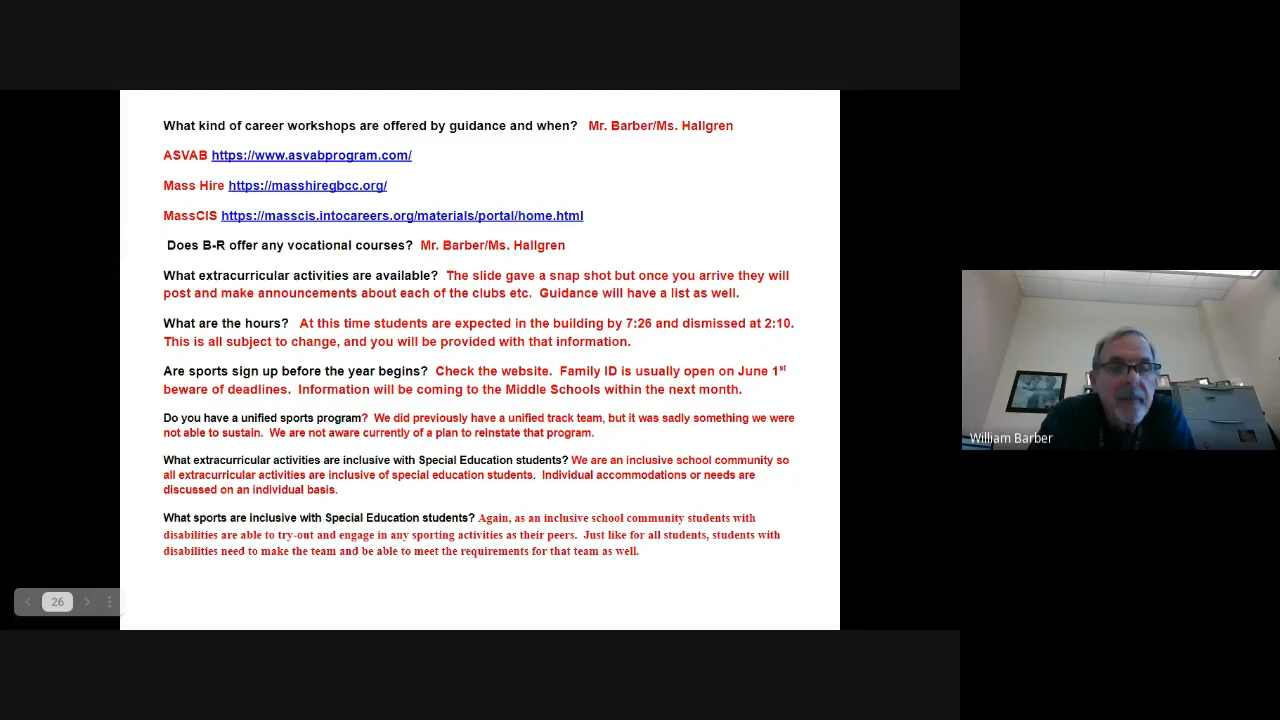 What kind of career workshops are offered by guidance and when? Mr. Barber/Ms. Hallgren
ASVAB https://www.asvabprogram.com/
Mass Hire https://masshiregbcc.org/
MassCIS https://masscis.intocareers.org/materials/portal/home.html
Does B-R offer any vocational courses? Mr. Barber/Ms. Hallgren
What extracurricular activities are available? The slide gave a snap shot but once you arrive they will
post and make announcements about each of the clubs etc. Guidance will have a list as well.
What are the hours? At this time students are expected in the building by 7:26 and dismissed at 2:10.
This is all subject to change, and you will be provided with that information.
Are sports sign up before the year begins? Check the website. Family ID is usually open on June 1st
beware of deadlines. Information will be coming to the Middle Schools within the next month.
Do you have a unified sports program? We did previously have a unified track team, but it was sadly something we were
not able to sustain. We are not aware currently of a plan to reinstate that program.
What extracurricular activities are inclusive with Special Education students? We are an inclusive school community so
all extracurricular activities are inclusive of special education students. Individual accommodations or needs are
discussed on an individual basis.
What sports are inclusive with Special Education students? Again, as an inclusive school community students with
disabilities are able to try-out and engage in any sporting activities as their peers. Just like for all students, students with
disabilities need to make the team and be able to meet the requirements for that team as well.
26
William Barber